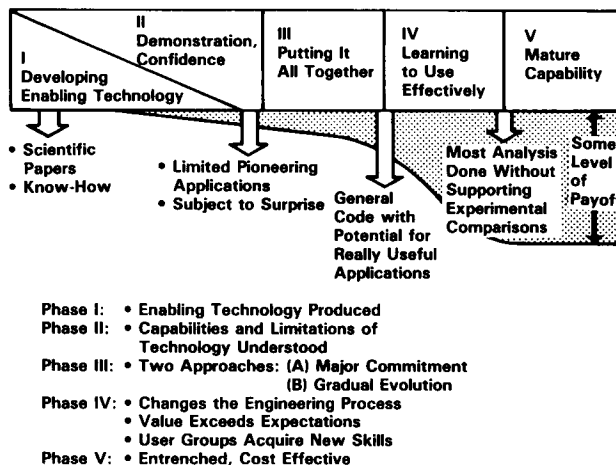 I
Developing
Enabling Technology
II
Demonstration,
Confidence
III
Putting It
All Together
IV
Learning
to Use
Effectively
V
Mature
Capability
• Scientific
Papers
• Know-How
• Limited Pioneering
Applications
• Subject to Surprise
General
Code with
Potential for
Really Useful
Applications
Most Analysis
Done Without
Supporting
Experimental
Comparisons
Some
Level
of
Payoff
Phase I: • Enabling Technology Produced
Phase II: • Capabilities and Limitations of
Technology Understood
Phase III: • Two Approaches: (A) Major Commitment
(B) Gradual Evolution
Phase IV: • Changes the Engineering Process
• Value Exceeds Expectations
• User Groups Acquire New Skills
Phase V: • Entrenched, Cost Effective